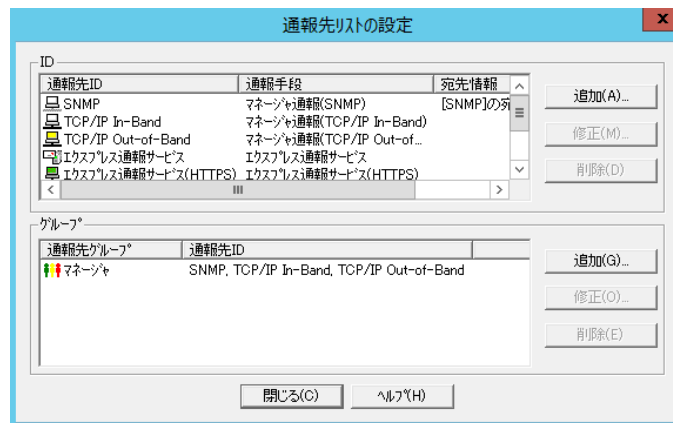 通報先リストの設定
x
ID
通報先ID 通報手段 宛先情報
SNMP マネージャ通報(SNMP) [SNMP]の宛
TCP/IP In-Band マネージャ通報(TCP/IP In-Band)
TCP/IP Out-of-Band マネージャ通報(TCP/IP Out-of...
エクスプレス通報サービス エクスプレス通報サービス
エクスプレス通報サービス(HTTPS) エクスプレス通報サービス(HTTPS)
追加(A)...
修正(M)...
削除(D)
グループ
通報先グループ 通報先ID
マネージャ SNMP, TCP/IP In-Band, TCP/IP Out-of-Band
追加(G)...
修正(O)...
削除(E)
閉じる(C) ヘルプ(H)